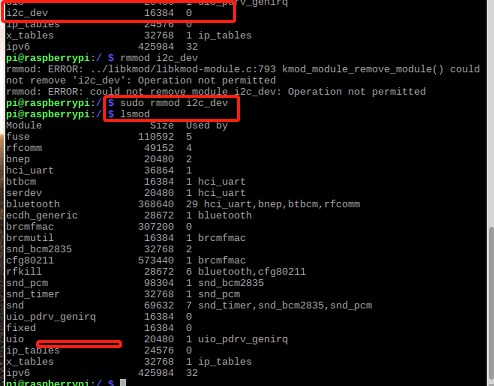 uio 20480 1 uio_pdrv_genirq
i2c_dev 16384 0
ip_tables 24576 0
x_tables 32768 1 ip_tables
ipv6 425984 32
pi@raspberrypi:/ $ rmmod i2c_dev
rmmod: ERROR: ../libkmod/libkmod-module.c:793 kmod_module_remove_module() could
not remove 'i2c_dev': Operation not permitted
rmmod: ERROR: could not remove module i2c_dev: Operation not permitted
pi@raspberrypi:/ $ sudo rmmod i2c_dev
pi@raspberrypi:/ $ lsmod
Module Size Used by
fuse 110592 5
rfcomm 49152 4
bnep 20480 2
hci_uart 36864 1
btbcm 16384 1 hci_uart
serdev 20480 1 hci_uart
bluetooth 368640 29 hci_uart,bnep,btbcm,rfcomm
ecdh_generic 28672 1 bluetooth
brcmfmac 307200 0
brcmutil 16384 1 brcmfmac
snd_bcm2835 32768 2
cfg80211 573440 1 brcmfmac
rfkill 28672 6 bluetooth,cfg80211
snd_pcm 98304 1 snd_bcm2835
snd_timer 32768 1 snd_pcm
snd 69632 7 snd_timer,snd_bcm2835,snd_pcm
uio_pdrv_genirq 16384 0
fixed 16384 0
uio 20480 1 uio_pdrv_genirq
ip_tables 24576 0
x_tables 32768 1 ip_tables
ipv6 425984 32
pi@raspberrypi:/ $